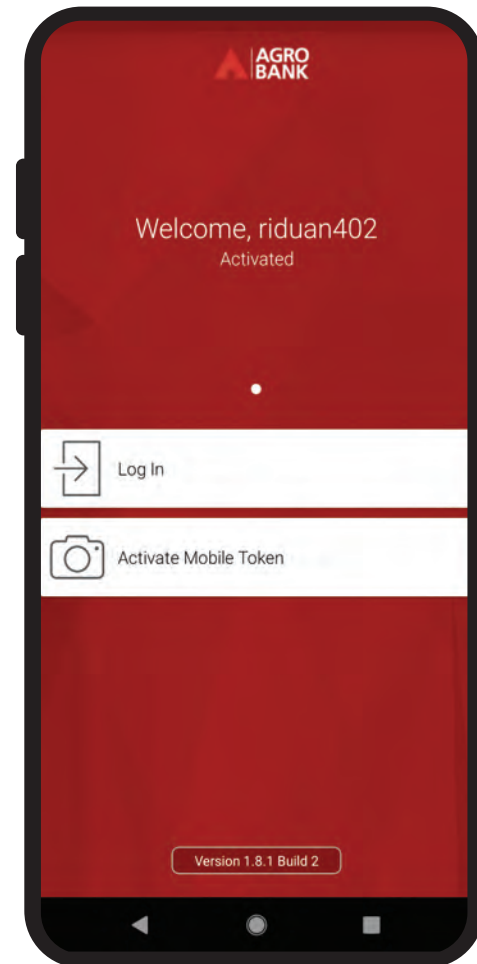 AGRO
BANK
Welcome, riduan402
Activated
Log In
Activate Mobile Token
Version 1.8.1 Build 2